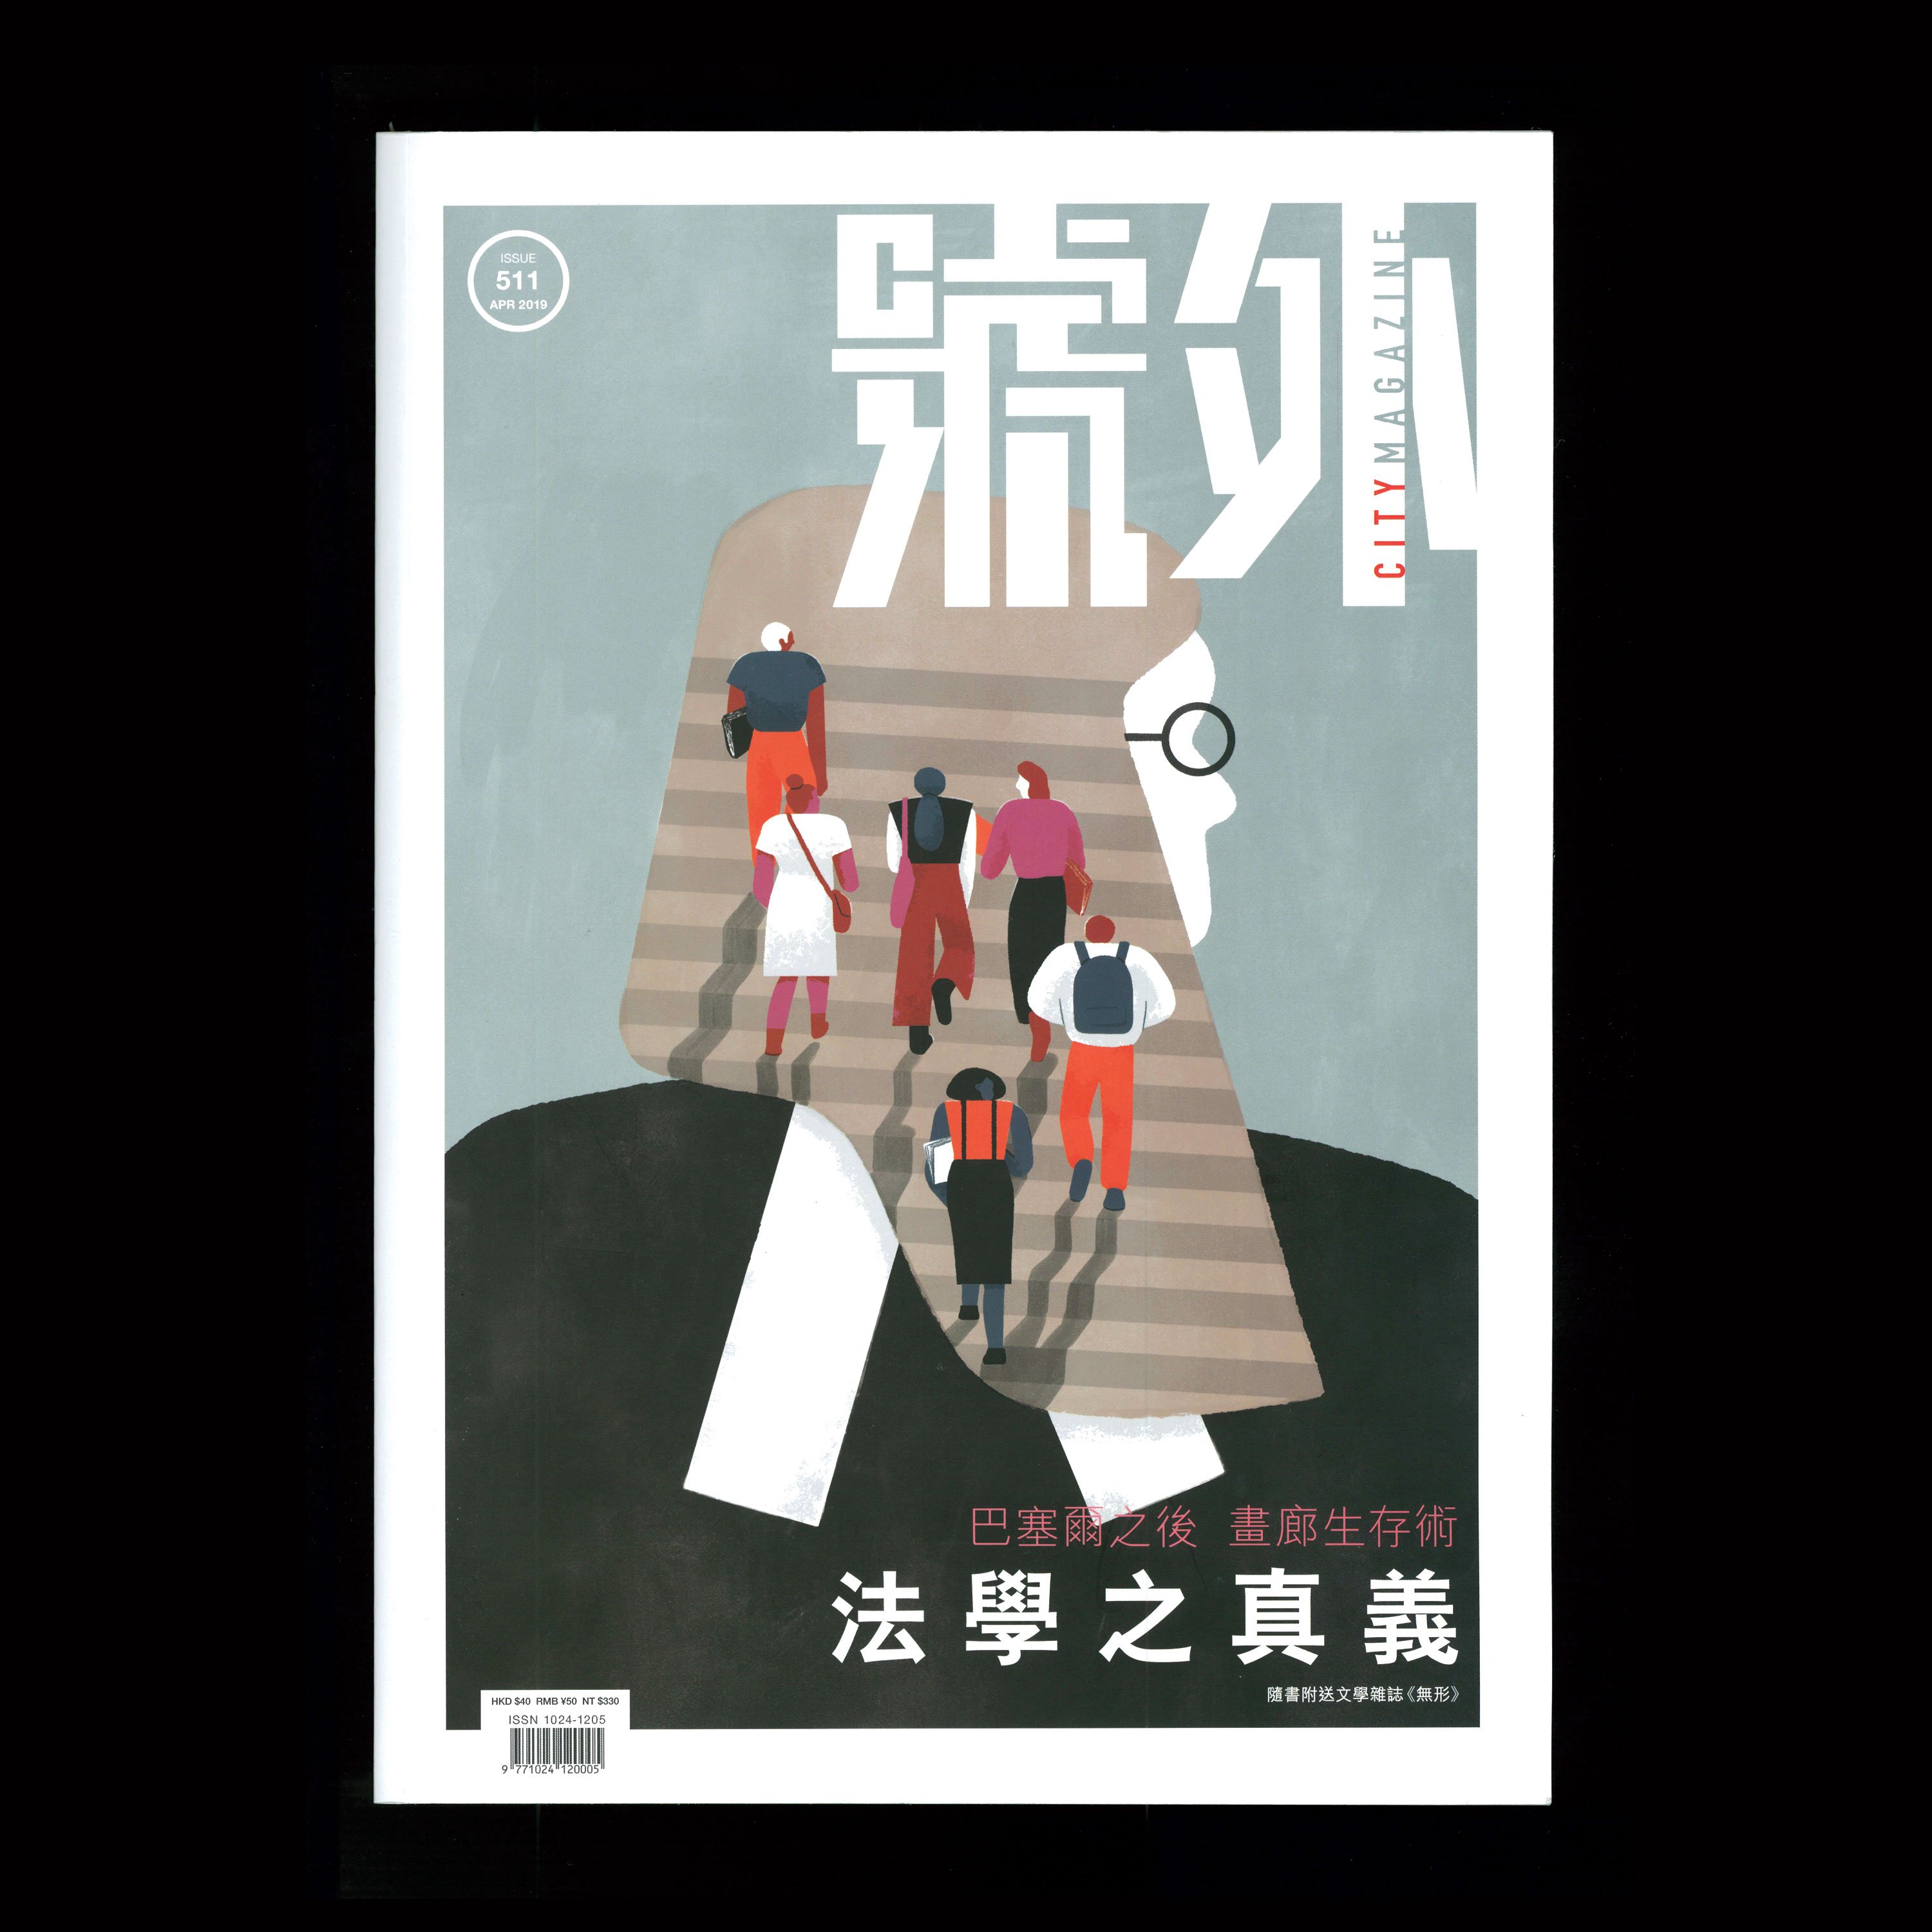 ISSUE
511
APR 2019
號外
CITYMAGAZINE
巴塞爾之後 畫廊生存術
法學之真義
隨書附送文學雜誌《無形》
HKD $40 RMB ¥50 NT $330
ISSN 1024-1205
9 771024 120005